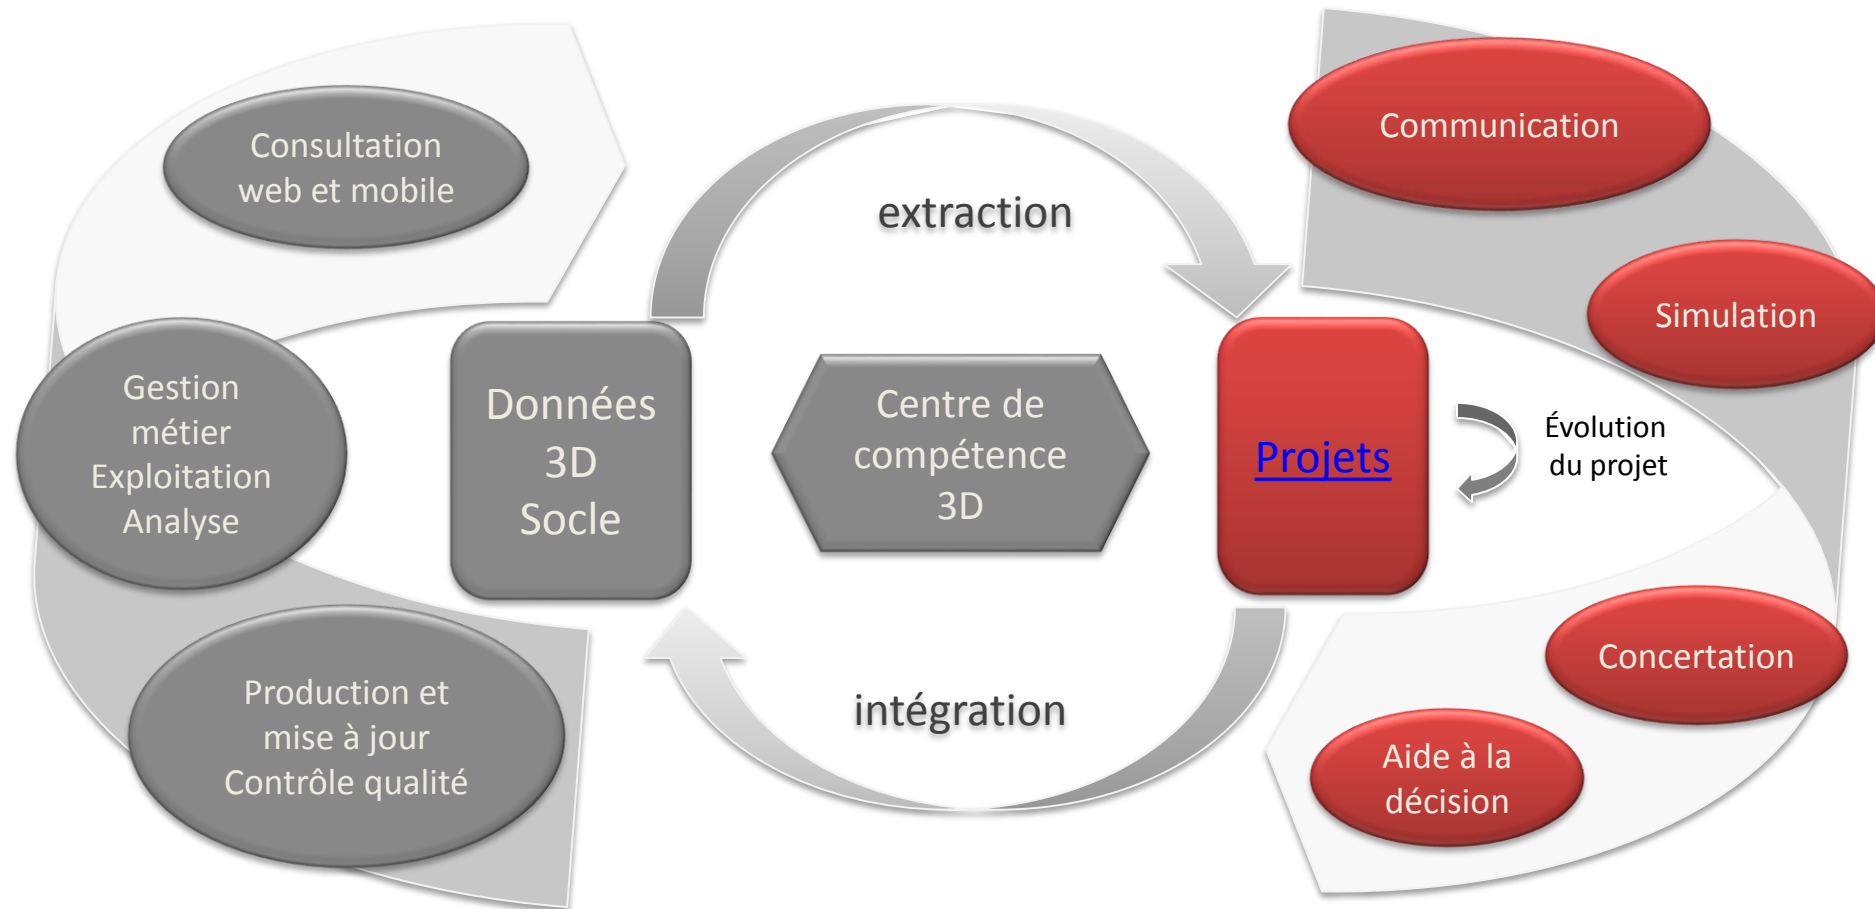 Consultation
web et mobile
Gestion
métier
Exploitation
Analyse
Production et
mise à jour
Contrôle qualité
Données
3D
Socle
extraction
Centre de
compétence
3D
intégration
Projets
Évolution
du projet
Communication
Simulation
Concertation
Aide à la
décision